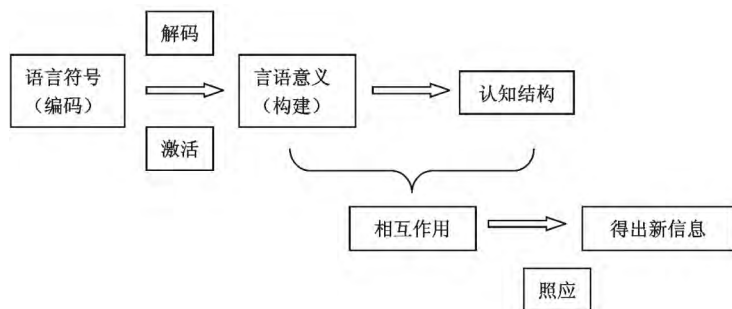 解码
语言符号
（编码）
言语意义
（构建）
认知结构
激活
相互作用
得出新信息
照应